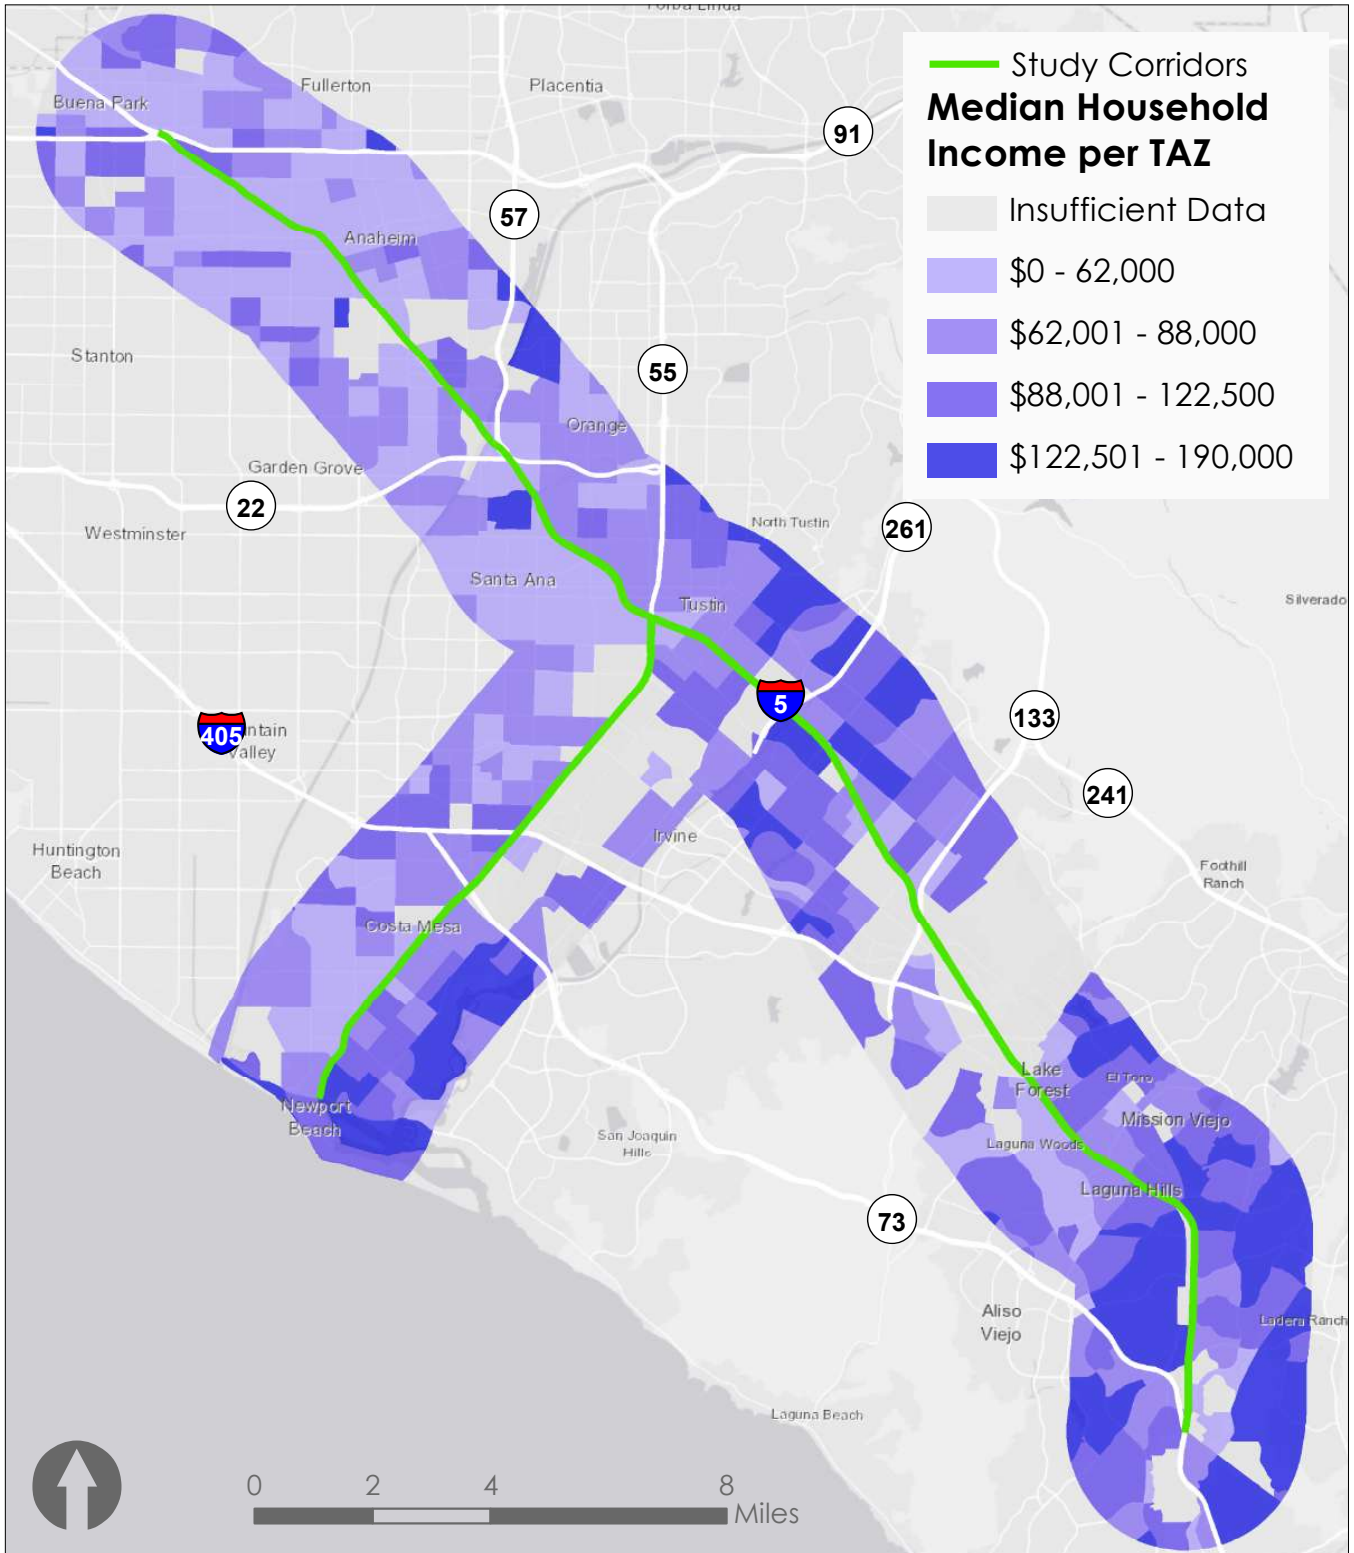 Yorba Linda
Study Corridors
Median Household
Income per TAZ
Insufficient Data
$0 - 62,000
$62,001 - 88,000
$88,001 - 122,500
$122,501 - 190,000
Fullerton
Placentia
Buena Park
91
57
Anaheim
Stanton
55
Orange
Garden Grove
22
North Tustin
261
Westminster
Santa Ana
Tustin
Silverado
5
133
405
ntain
Valley
241
Irvine
Huntington
Beach
Foothill
Ranch
Costa Mesa
Lake
Forest
El Toro
Newport
Beach
Mission Viejo
San Joaquin
Hills
Laguna Woods
Laguna Hills
73
Aliso
Viejo
Ladera Ranch
Laguna Beach
0 2 4 8
Miles